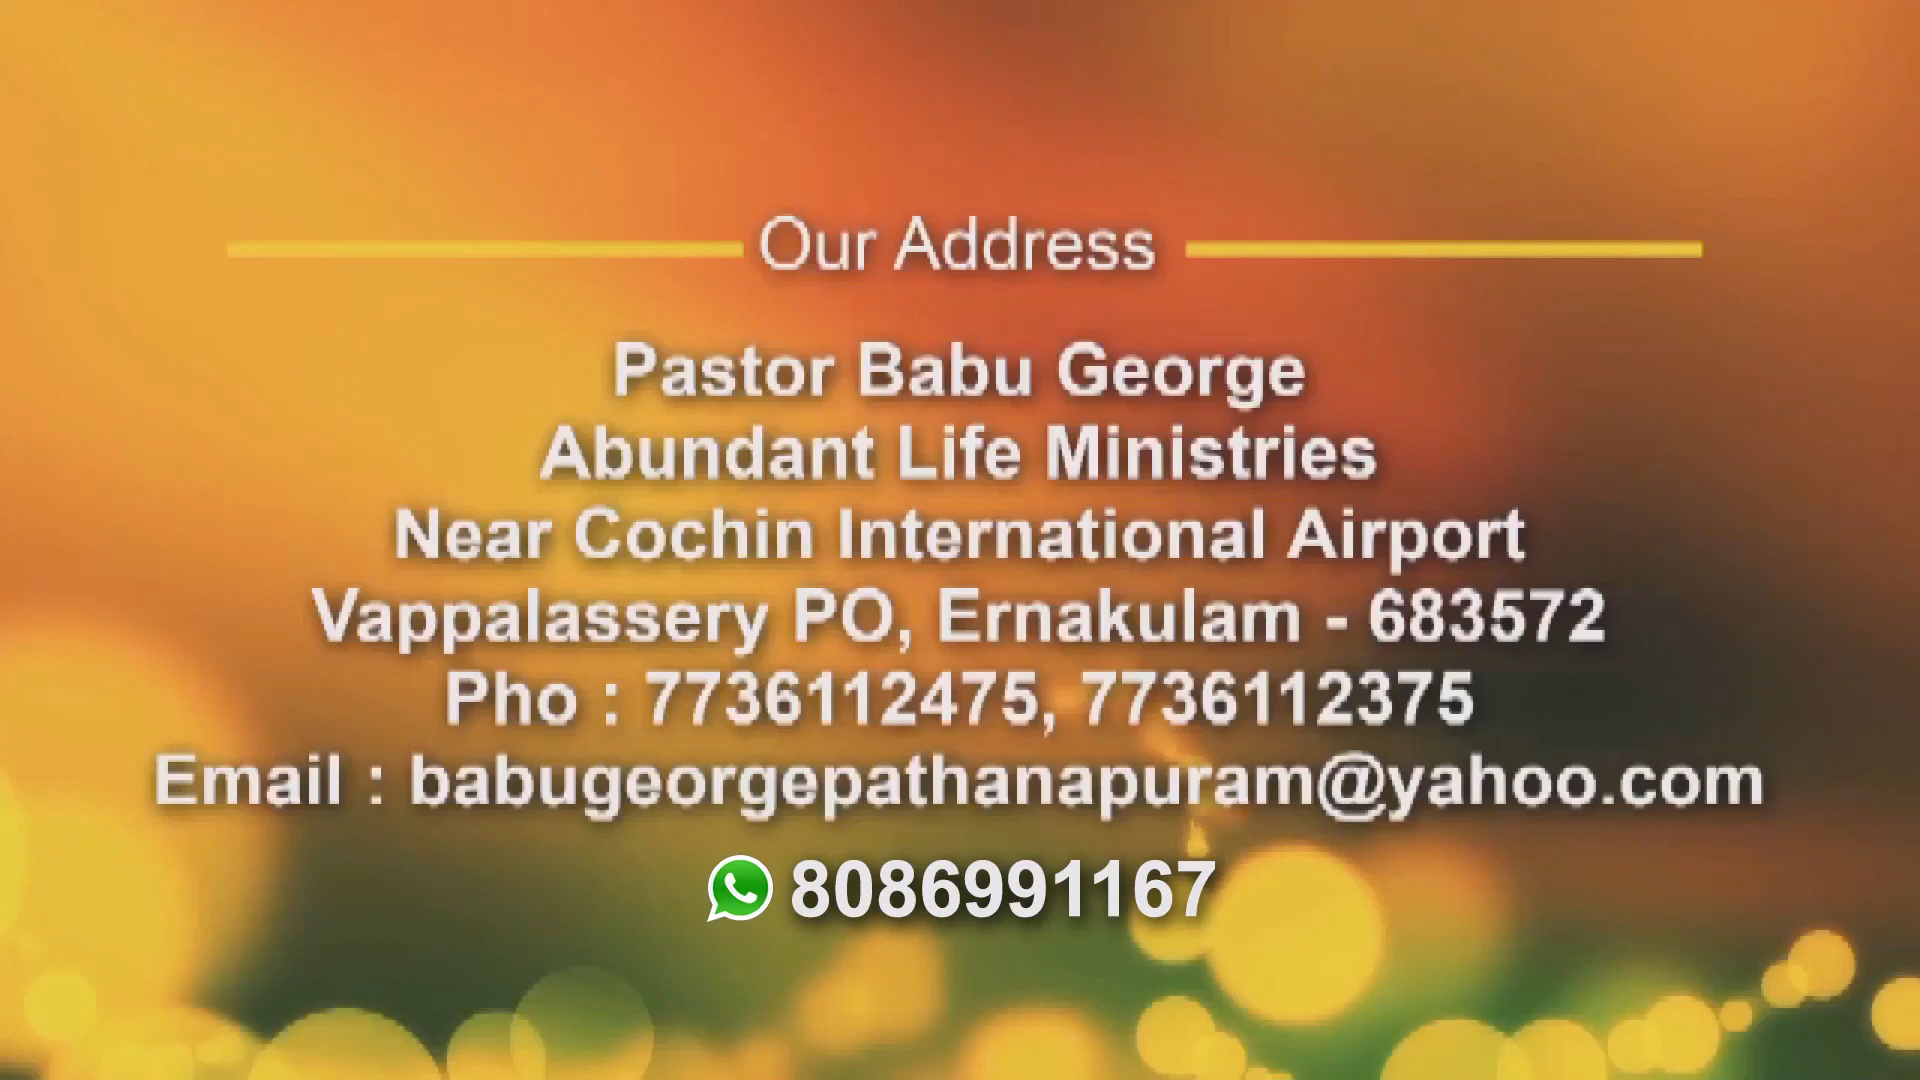 Our Address
Pastor Babu George
Abundant Life Ministries
Near Cochin International Airport
Vappalassery PO, Ernakulam - 683572
Pho : 7736112475, 7736112375
Email : babugeorgepathanapuram@yahoo.com
8086991167